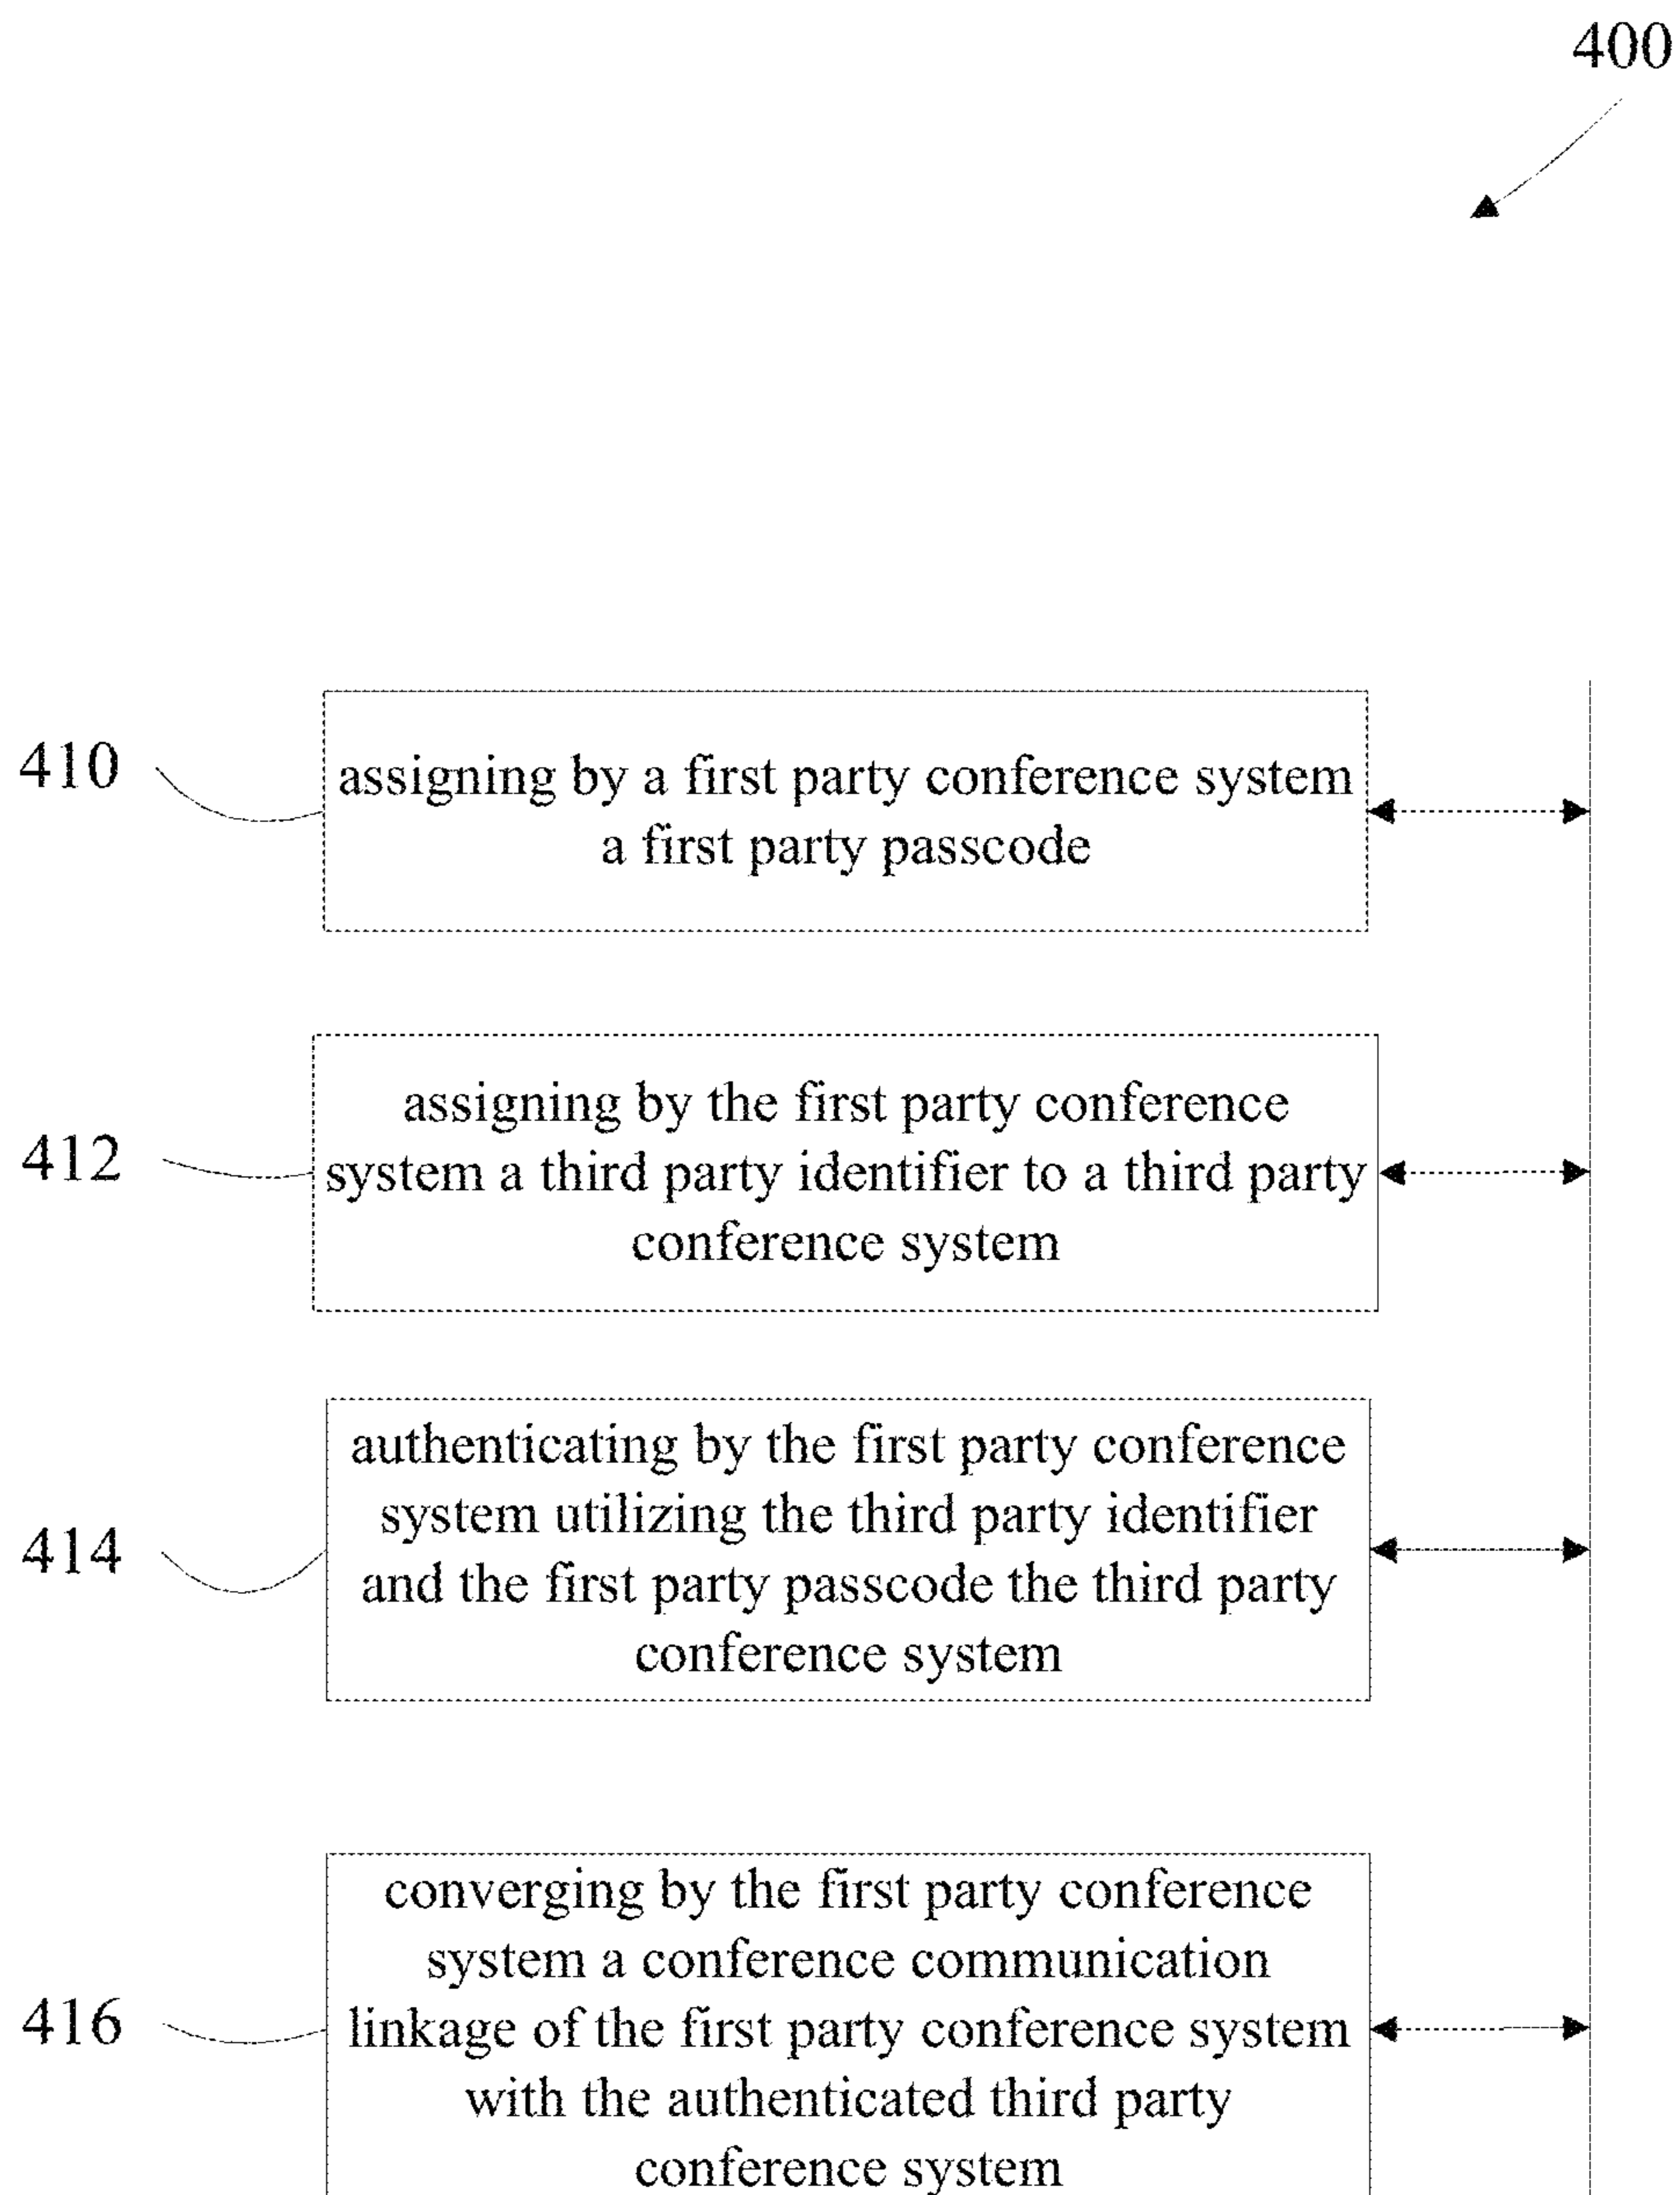 400
410
assigning by a first party conference system
a first party passcode
412
assigning by the first party conference
system a third party identifier to a third party
conference system
414
authenticating by the first party conference
system utilizing the third party identifier
and the first party passcode the third party
conference system
416
converging by the first party conference
system a conference communication
linkage of the first party conference system
with the authenticated third party
conference system